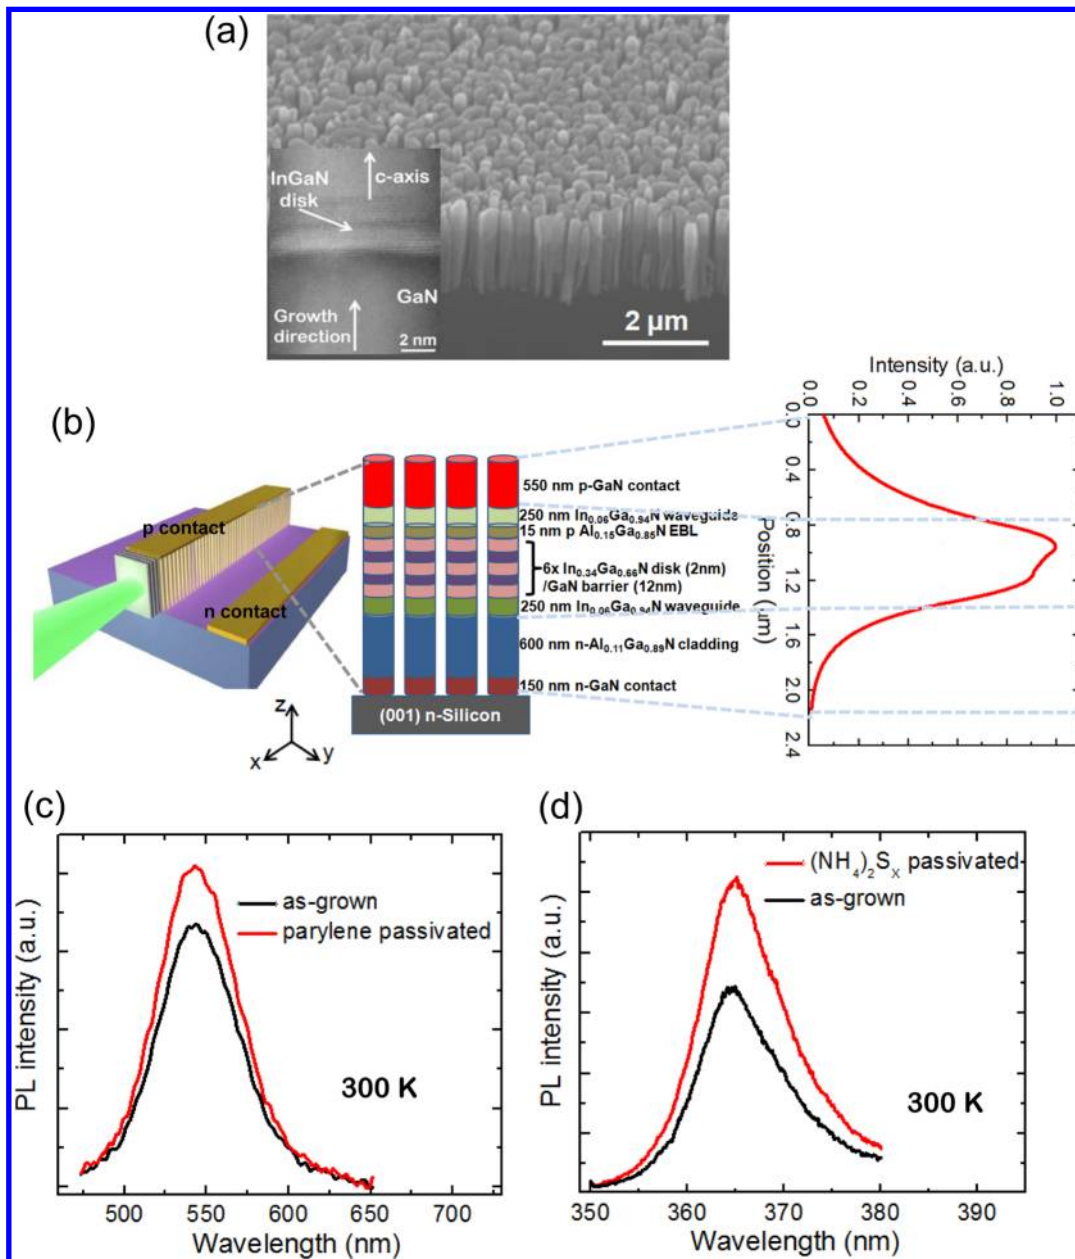 (a)
InGaN
disk
c-axis
GaN
Growth
direction
2 nm
2 μm
(b)
p contact
n contact
z
x
y
550 nm p-GaN contact
250 nm In0.06Ga0.94N waveguide
15 nm p Al0.15Ga0.85N EBL
6x In0.34Ga0.66N disk (2nm)
/GaN barrier (12nm)
250 nm In0.06Ga0.94N waveguide
600 nm n-Al0.11Ga0.89N cladding
150 nm n-GaN contact
(001) n-Silicon
Intensity (a.u.)
0.0 0.2 0.4 0.6 0.8 1.0
0.0
0.4
0.8
1.2
1.6
2.0
2.4
Position (μm)
(c)
as-grown
parylene passivated
300 K
PL intensity (a.u.)
500 550 600 650 700
Wavelength (nm)
(d)
(NH4)2Sx passivated
as-grown
300 K
PL intensity (a.u.)
350 360 370 380 390
Wavelength (nm)